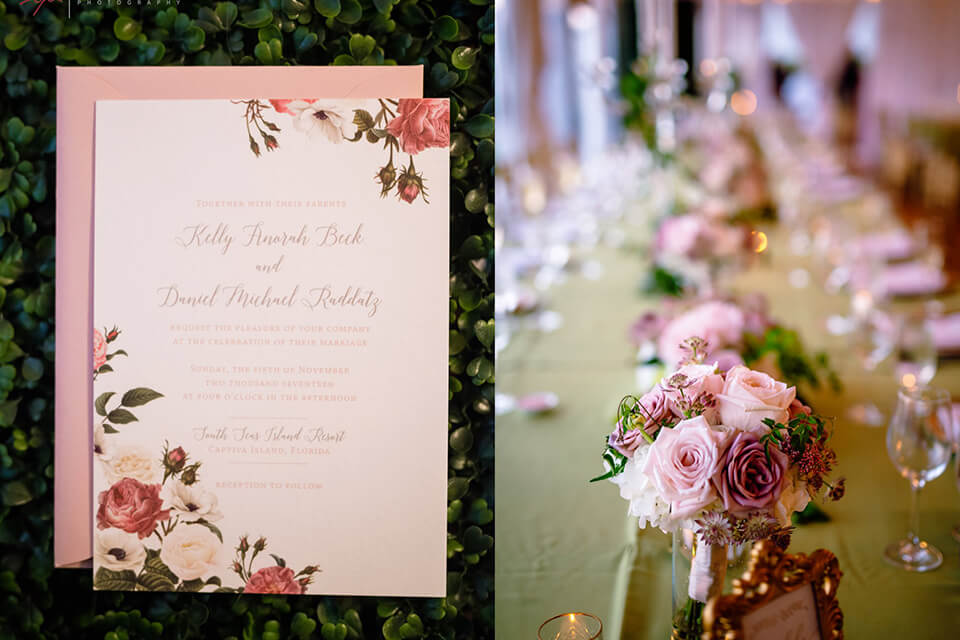 PHOTOGRAPHY
TOGETHER WITH THEIR PARENTS
Kelly Anorah Beck
and
Daniel Michael Raddatz
REQUEST THE PLEASURE OF YOUR COMPANY
AT THE CELEBRATION OF THEIR MARRIAGE
SUNDAY, THE FIFTH OF NOVEMBER
TWO THOUSAND SEVENTEEN
AT FOUR O'CLOCK IN THE AFTERNOON
South Seas Island Resort
CAPTIVA ISLAND, FLORIDA
RECEPTION TO FOLLOW